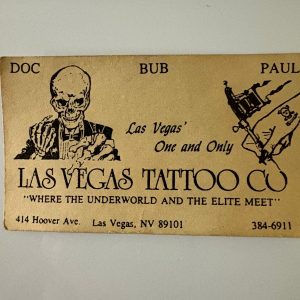 DOC BUB PAUL
Las Vegas'
One and Only
LAS VEGAS TATTOO CO
"WHERE THE UNDERWORLD AND THE ELITE MEET"
414 Hoover Ave. Las Vegas, NV 89101 384-6911